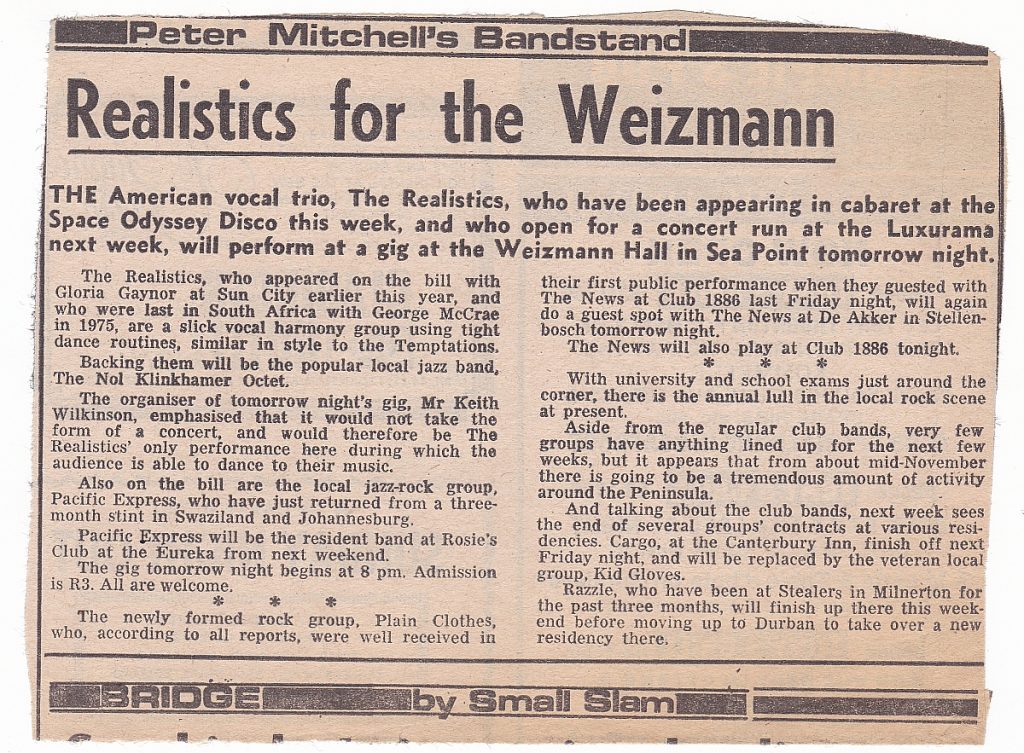 Peter Mitchell's Bandstand
Realistics for the Weizmann
THE American vocal trio, The Realistics, who have been appearing in cabaret at the
Space Odyssey Disco this week, and who open for a concert run at the Luxurama
next week, will perform at a gig at the Weizmann Hall in Sea Point tomorrow night.
The Realistics, who appeared on the bill with
Gloria Gaynor at Sun City earlier this year, and
who were last in South Africa with George McCrae
in 1975, are a slick vocal harmony group using tight
dance routines, similar in style to the Temptations.
Backing them will be the popular local jazz band,
The Nol Klinkhamer Octet.
The organiser of tomorrow night's gig, Mr Keith
Wilkinson, emphasised that it would not take the
form of a concert, and would therefore be The
Realistics' only performance here during which the
audience is able to dance to their music.
Also on the bill are the local jazz-rock group,
Pacific Express, who have just returned from a three-
month stint in Swaziland and Johannesburg.
Pacific Express will be the resident band at Rosie's
Club at the Eureka from next weekend.
The gig tomorrow night begins at 8 pm. Admission
is R3. All are welcome.
* * *
The newly formed rock group, Plain Clothes,
who, according to all reports, were well received in
their first public performance when they guested with
The News at Club 1886 last Friday night, will again
do a guest spot with The News at De Akker in Stellen-
bosch tomorrow night.
The News will also play at Club 1886 tonight.
* * *
With university and school exams just around the
corner, there is the annual lull in the local rock scene
at present.
Aside from the regular club bands, very few
groups have anything lined up for the next few
weeks, but it appears that from about mid-November
there is going to be a tremendous amount of activity
around the Peninsula.
And talking about the club bands, next week sees
the end of several groups' contracts at various resi-
dencies. Cargo, at the Canterbury Inn, finish off next
Friday night, and will be replaced by the veteran local
group, Kid Gloves.
Razzle, who have been at Stealers in Milnerton for
the past three months, will finish up there this week-
end before moving up to Durban to take over a new
residency there.
BRIDGE by Small Slam